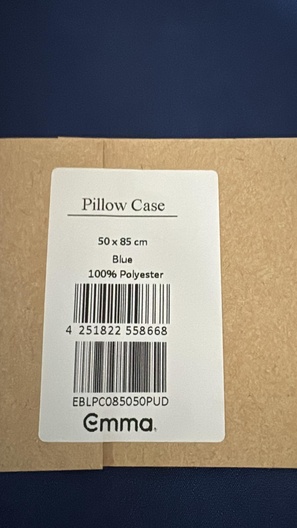 Pillow Case
50 x 85 cm
Blue
100% Polyester
4 251822 558668
EBLPC085050PUD
Emma